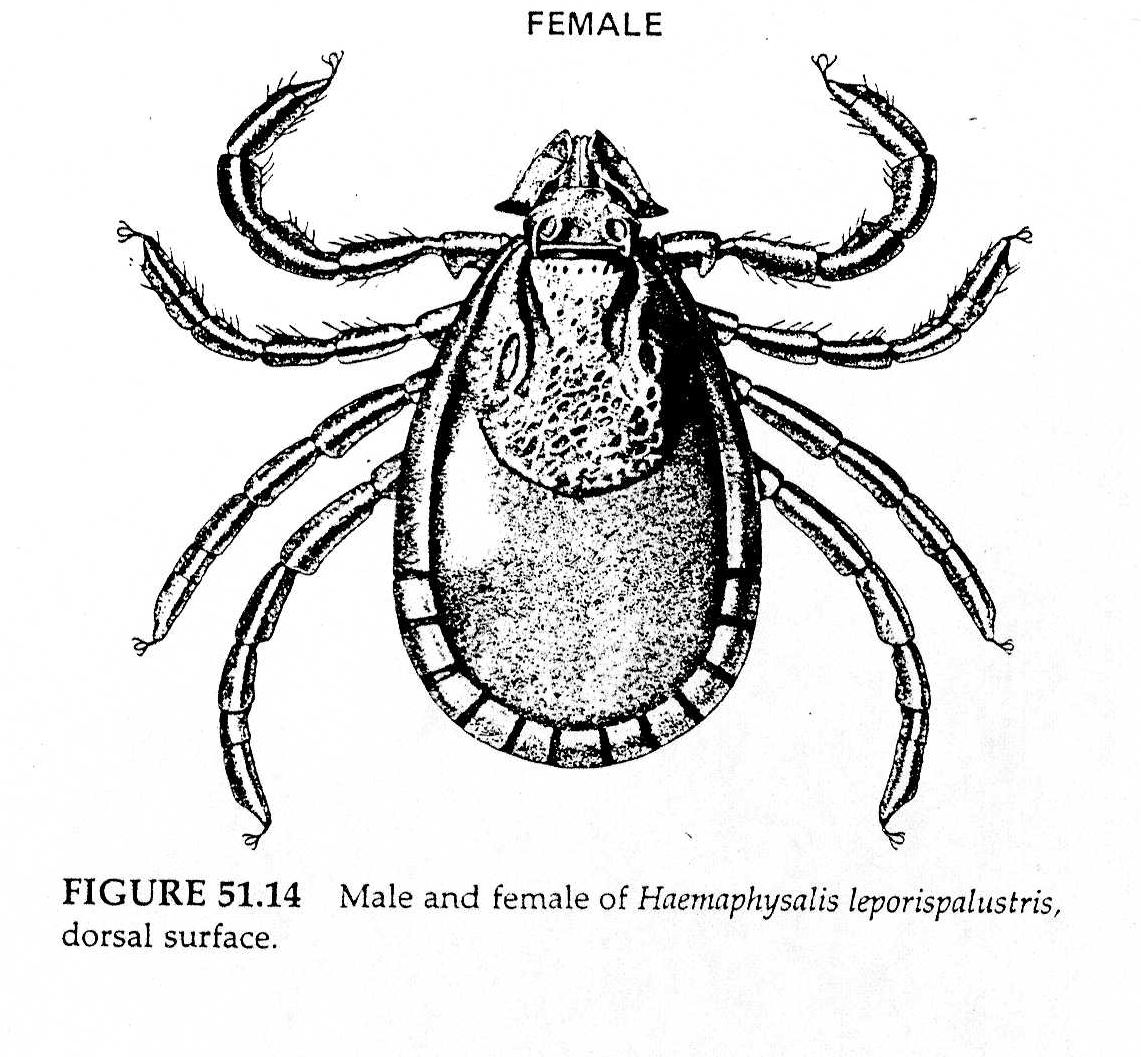 FEMALE
FIGURE 51.14 Male and female of Haemaphysalis leporispalustris,
dorsal surface.